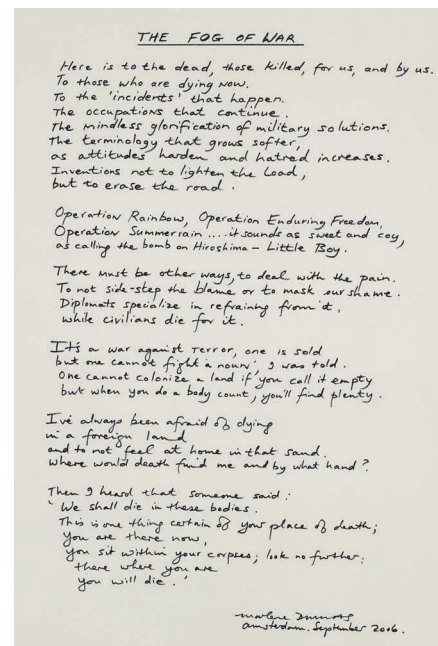 THE FOG OF WAR
Here is to the dead, those killed, for us, and by us.
To those who are dying now.
To the 'incidents' that happen.
The occupations that continue.
The mindless glorification of military solutions.
The terminology that grows softer,
as attitudes harden and hatred increases.
Inventions not to lighten the load,
but to erase the road.
Operation Rainbow, Operation Enduring Freedom,
Operation Summerrain .... it sounds as sweet and coy,
as calling the bomb on Hiroshima – Little Boy.
There must be other ways, to deal with the pain.
To not side-step the blame or to mask our shame.
Diplomats specialize in refraining from it,
while civilians die for it.
It's a war against Terror, one is sold
but one cannot fight a noun', I was told.
One cannot colonize a land if you call it empty
but when you do a body count, you'll find plenty.
I've always been afraid of dying
in a foreign land
and to not feel at home in that sand.
Where would death find me and by what hand?
Then I heard that someone said:
'We shall die in these bodies.
This is one thing certain of your place of death;
you are there now,
you sit within your corpses; look no further:
there where you are
you will die.'
Marlene Dumas
Amsterdam. September 2006.